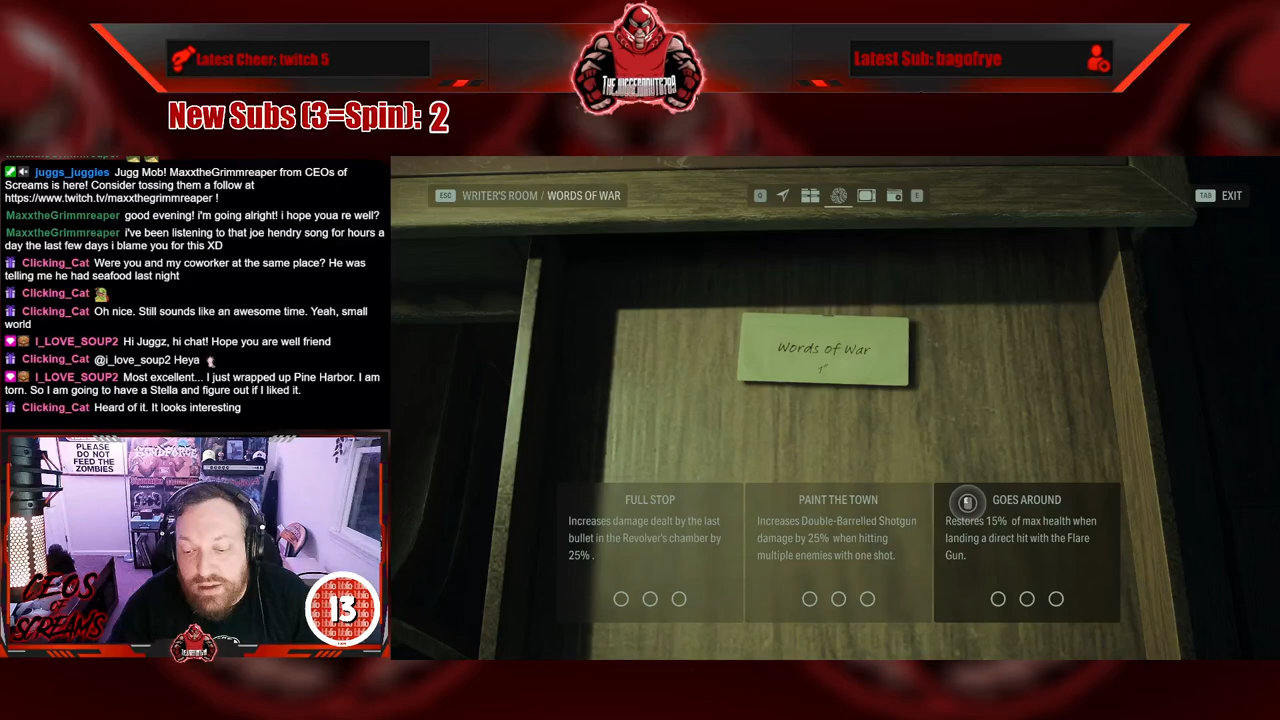 Latest Cheer: twitch 5
THEJUGGERNAUT6789
Latest Sub: bagofrye
New Subs (3=Spin): 2
juggs_juggles Jugg Mob! MaxxtheGrimmreaper from CEOs of
Screams is here! Consider tossing them a follow at
https://www.twitch.tv/maxxthegrimmreaper !
MaxxtheGrimmreaper good evening! i'm going alright! i hope youa re well?
MaxxtheGrimmreaper i've been listening to that joe hendry song for hours a
day the last few days i blame you for this XD
Clicking_Cat Were you and my coworker at the same place? He was
telling me he had seafood last night
Clicking_Cat
Clicking_Cat Oh nice. Still sounds like an awesome time. Yeah, small
world
I_LOVE_SOUP2 Hi Juggz, hi chat! Hope you are well friend
Clicking_Cat @i_love_soup2 Heya
I_LOVE_SOUP2 Most excellent... I just wrapped up Pine Harbor. I am
torn. So I am going to have a Stella and figure out if I liked it.
Clicking_Cat Heard of it. It looks interesting
ESC WRITER'S ROOM / WORDS OF WAR
Q
E
TAB EXIT
Words of War
1"
FULL STOP
Increases damage dealt by the last
bullet in the Revolver's chamber by
25% .
PAINT THE TOWN
Increases Double-Barrelled Shotgun
damage by 25% when hitting
multiple enemies with one shot.
GOES AROUND
Restores 15% of max health when
landing a direct hit with the Flare
Gun.
PLEASE
DO NOT
FEED THE
ZOMBIES
CEOS
OF
SCREAMS
13